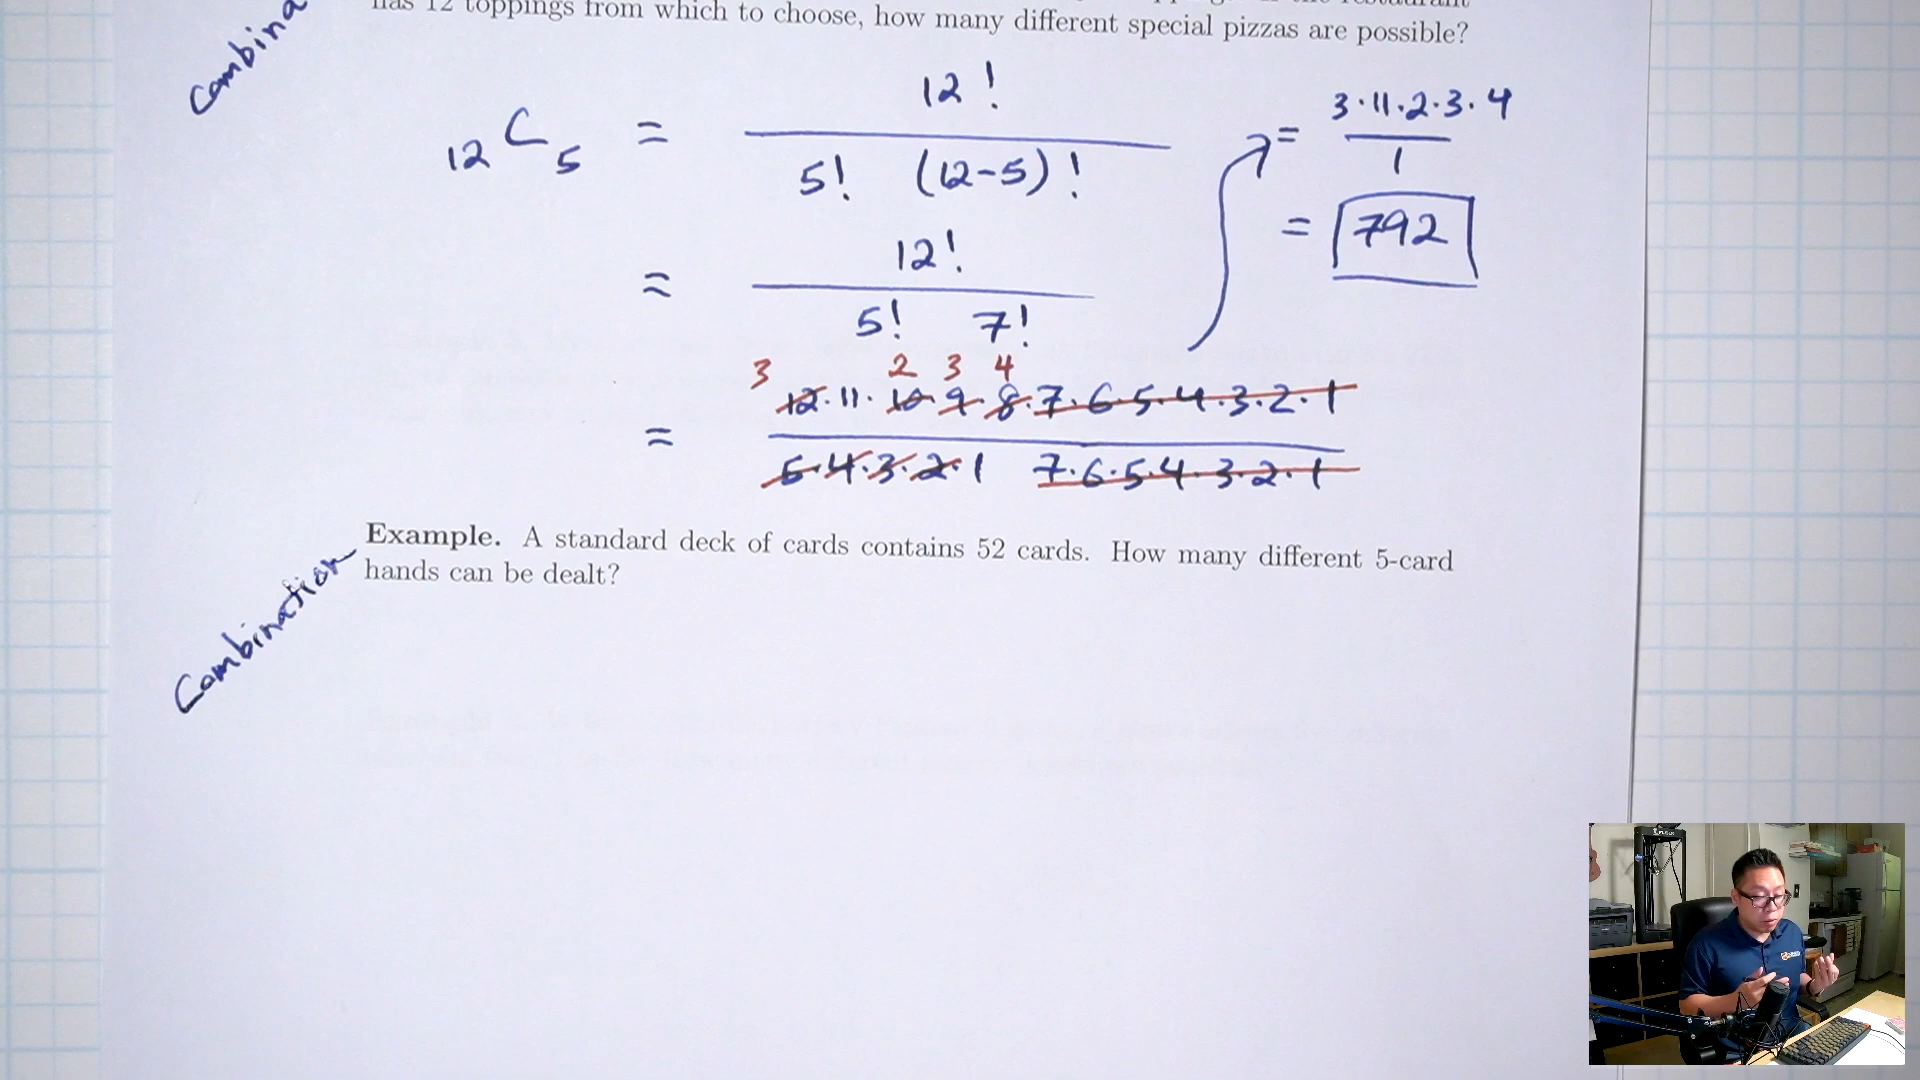 has 12 toppings from which to choose, how many different special pizzas are possible?
Combina
12 C 5 = 12! / 5! (12-5)!
= 12! / 5! 7!
3 2 3 4
= 12·11·10·9·8·7·6·5·4·3·2·1 / 5·4·3·2·1 7·6·5·4·3·2·1
= 3·11·2·3·4 / 1
= 792
Combination
Example. A standard deck of cards contains 52 cards. How many different 5-card
hands can be dealt?